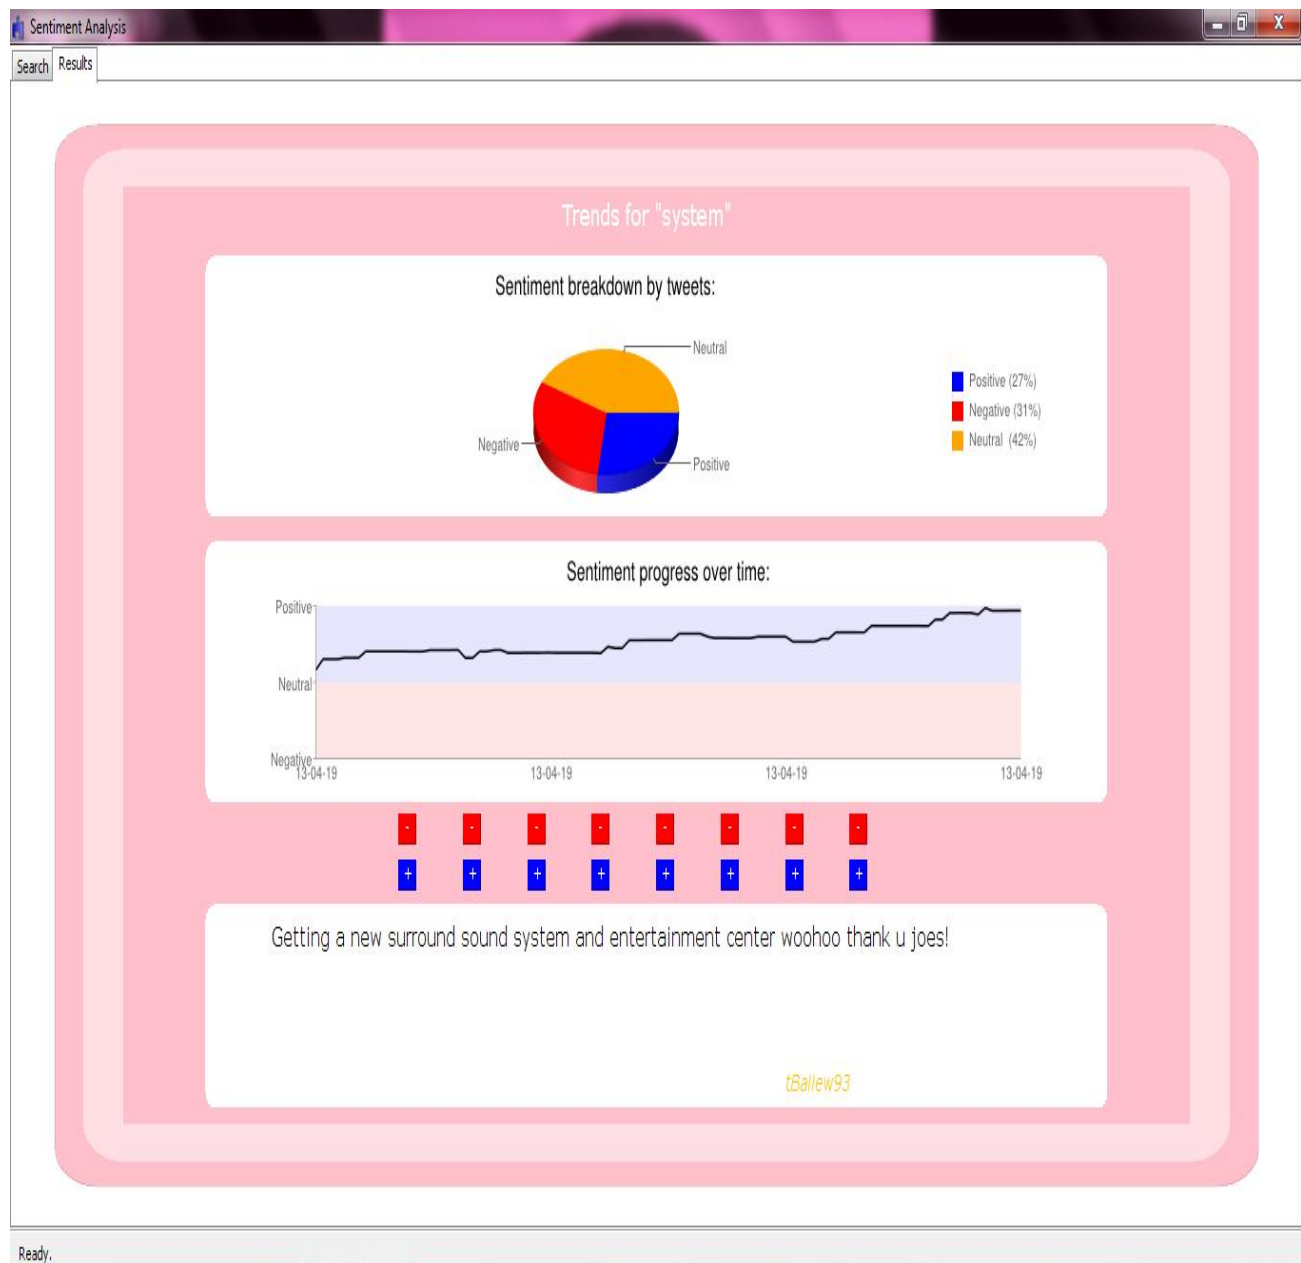 Sentiment Analysis
Search
Results
Trends for "system"
Sentiment breakdown by tweets:
Neutral
Negative
Positive
Positive (27%)
Negative (31%)
Neutral (42%)
Sentiment progress over time:
Positive
Neutral
Negative
13-04-19 13-04-19 13-04-19 13-04-19
- - - - - - - -
+ + + + + + + +
Getting a new surround sound system and entertainment center woohoo thank u joes!
tBallew93
Ready.